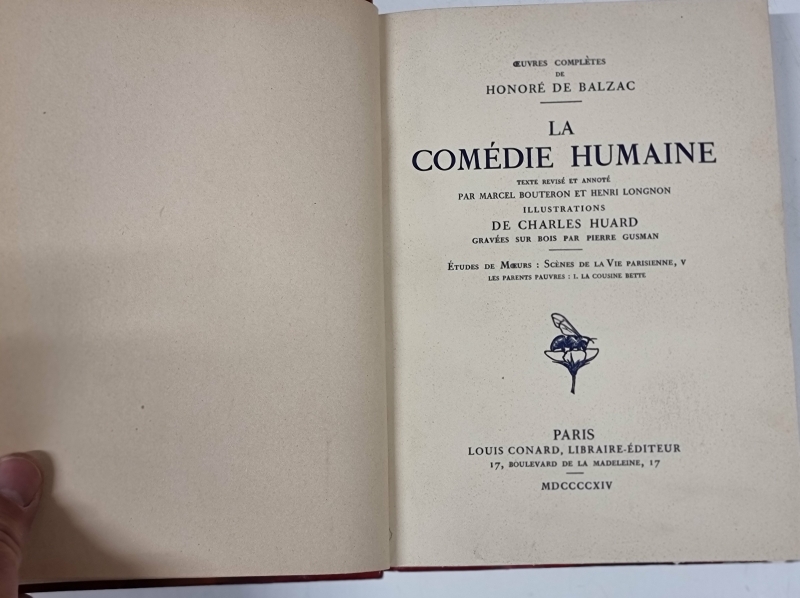 ŒUVRES COMPLÈTES
DE
HONORÉ DE BALZAC
LA
COMÉDIE HUMAINE
TEXTE REVISÉ ET ANNOTÉ
PAR MARCEL BOUTERON ET HENRI LONGNON
ILLUSTRATIONS
DE CHARLES HUARD
GRAVÉES SUR BOIS PAR PIERRE GUSMAN
ÉTUDES DE MŒURS : SCÈNES DE LA VIE PARISIENNE, V
LES PARENTS PAUVRES : I. LA COUSINE BETTE
PARIS
LOUIS CONARD, LIBRAIRE-ÉDITEUR
17, BOULEVARD DE LA MADELEINE, 17
MDCCCCXIV